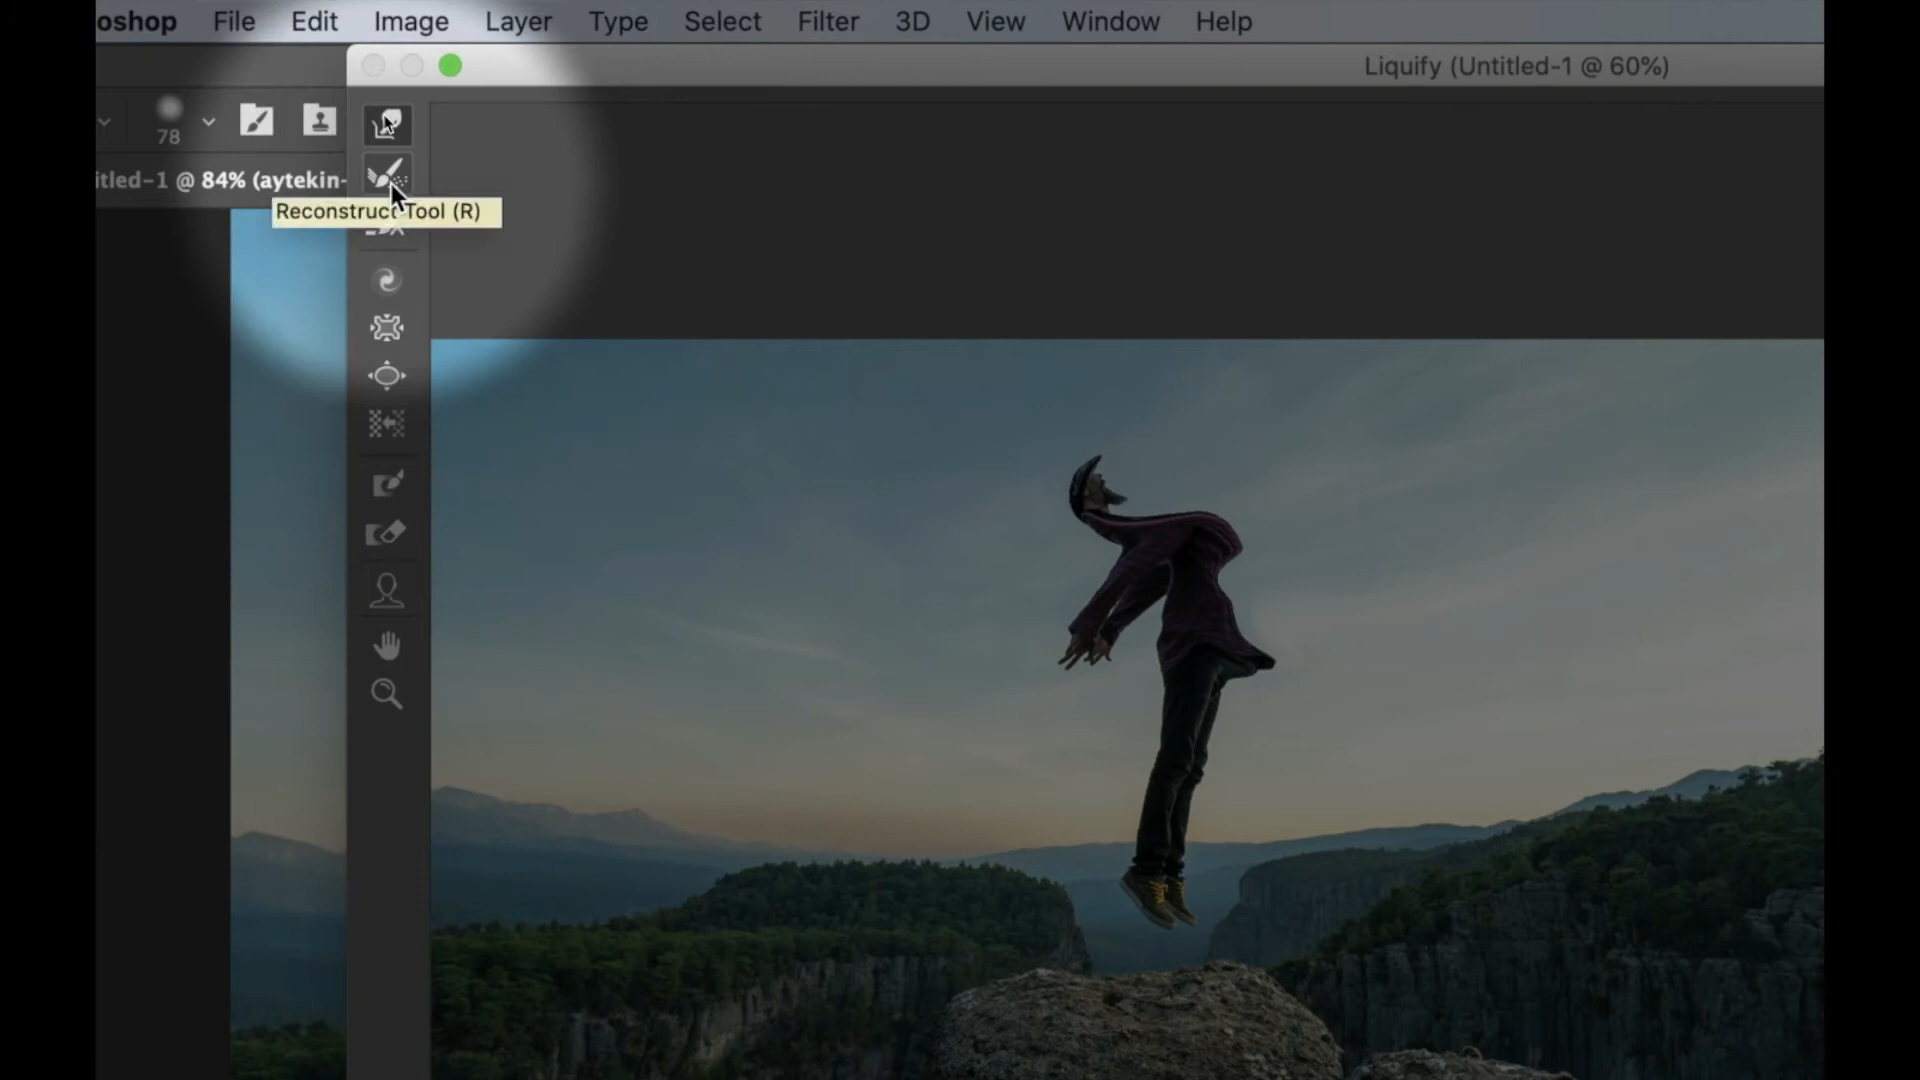 oshop File Edit Image Layer Type Select Filter 3D View Window Help
Liquify (Untitled-1 @ 60%)
78
itled-1 @ 84% (aytekin-
Reconstruct Tool (R)